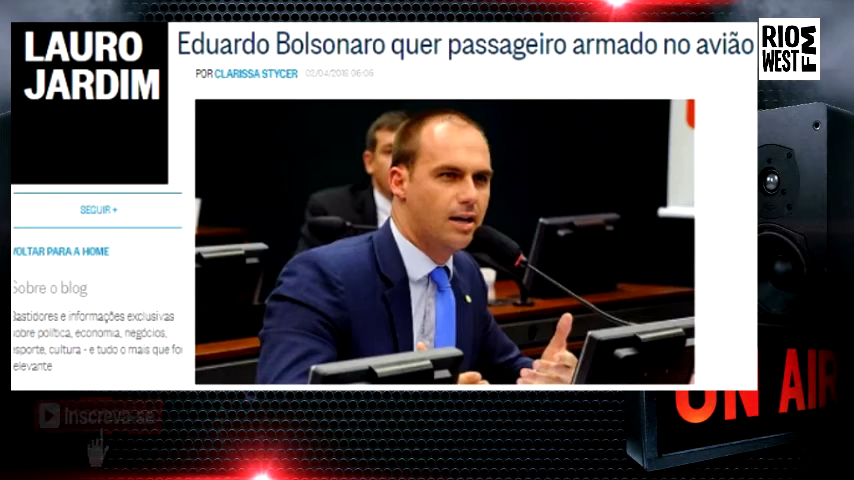 LAURO
JARDIM
Eduardo Bolsonaro quer passageiro armado no avião
POR CLARISSA STYCER 02/04/2018 06:06
RIO
WEST
FM
SEGUIR +
VOLTAR PARA A HOME
Sobre o blog
Bastidores e informações exclusivas
sobre política, economia, negócios,
esporte, cultura - e tudo o mais que for
relevante
Inscreva-se
ON AIR